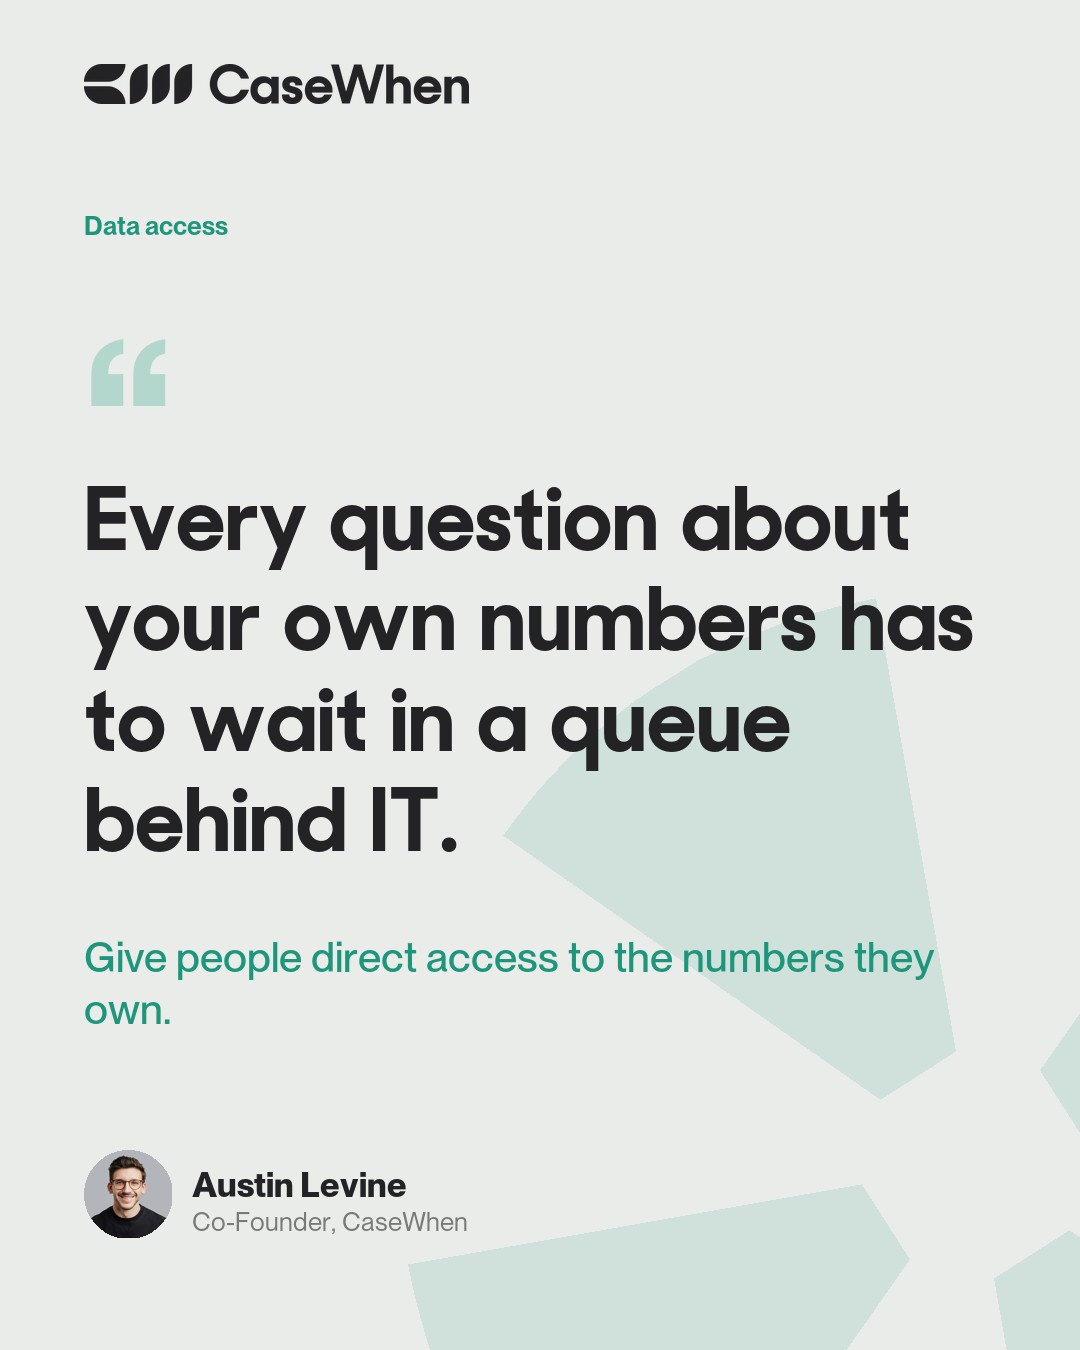 CaseWhen
Data access
“
Every question about
your own numbers has
to wait in a queue
behind IT.
Give people direct access to the numbers they
own.
Austin Levine
Co-Founder, CaseWhen